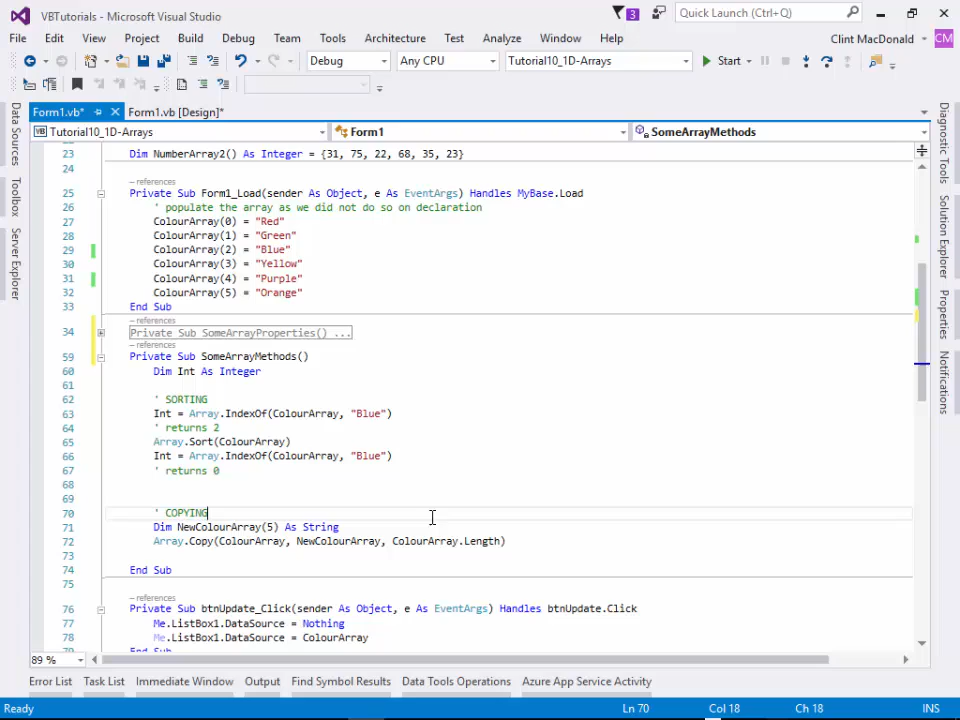 VBTutorials - Microsoft Visual Studio
3
Quick Launch (Ctrl+Q)
File Edit View Project Build Debug Team Tools Architecture Test Analyze Window Help
Clint MacDonald CM
Debug Any CPU Tutorial10_1D-Arrays Start
Form1.vb* Form1.vb [Design]*
VB Tutorial10_1D-Arrays Form1 SomeArrayMethods
Data Sources
Toolbox
Server Explorer
23 Dim NumberArray2() As Integer = {31, 75, 22, 68, 35, 23}
24
– references
25 Private Sub Form1_Load(sender As Object, e As EventArgs) Handles MyBase.Load
26 ' populate the array as we did not do so on declaration
27 ColourArray(0) = "Red"
28 ColourArray(1) = "Green"
29 ColourArray(2) = "Blue"
30 ColourArray(3) = "Yellow"
31 ColourArray(4) = "Purple"
32 ColourArray(5) = "Orange"
33 End Sub
– references
34 Private Sub SomeArrayProperties() ...
– references
59 Private Sub SomeArrayMethods()
60 Dim Int As Integer
61
62 ' SORTING
63 Int = Array.IndexOf(ColourArray, "Blue")
64 ' returns 2
65 Array.Sort(ColourArray)
66 Int = Array.IndexOf(ColourArray, "Blue")
67 ' returns 0
68
69
70 ' COPYING
71 Dim NewColourArray(5) As String
72 Array.Copy(ColourArray, NewColourArray, ColourArray.Length)
73
74 End Sub
75
– references
76 Private Sub btnUpdate_Click(sender As Object, e As EventArgs) Handles btnUpdate.Click
77 Me.ListBox1.DataSource = Nothing
78 Me.ListBox1.DataSource = ColourArray
79 End Sub
Diagnostic Tools
Solution Explorer
Properties
Notifications
89 %
Error List Task List Immediate Window Output Find Symbol Results Data Tools Operations Azure App Service Activity
Ready Ln 70 Col 18 Ch 18 INS